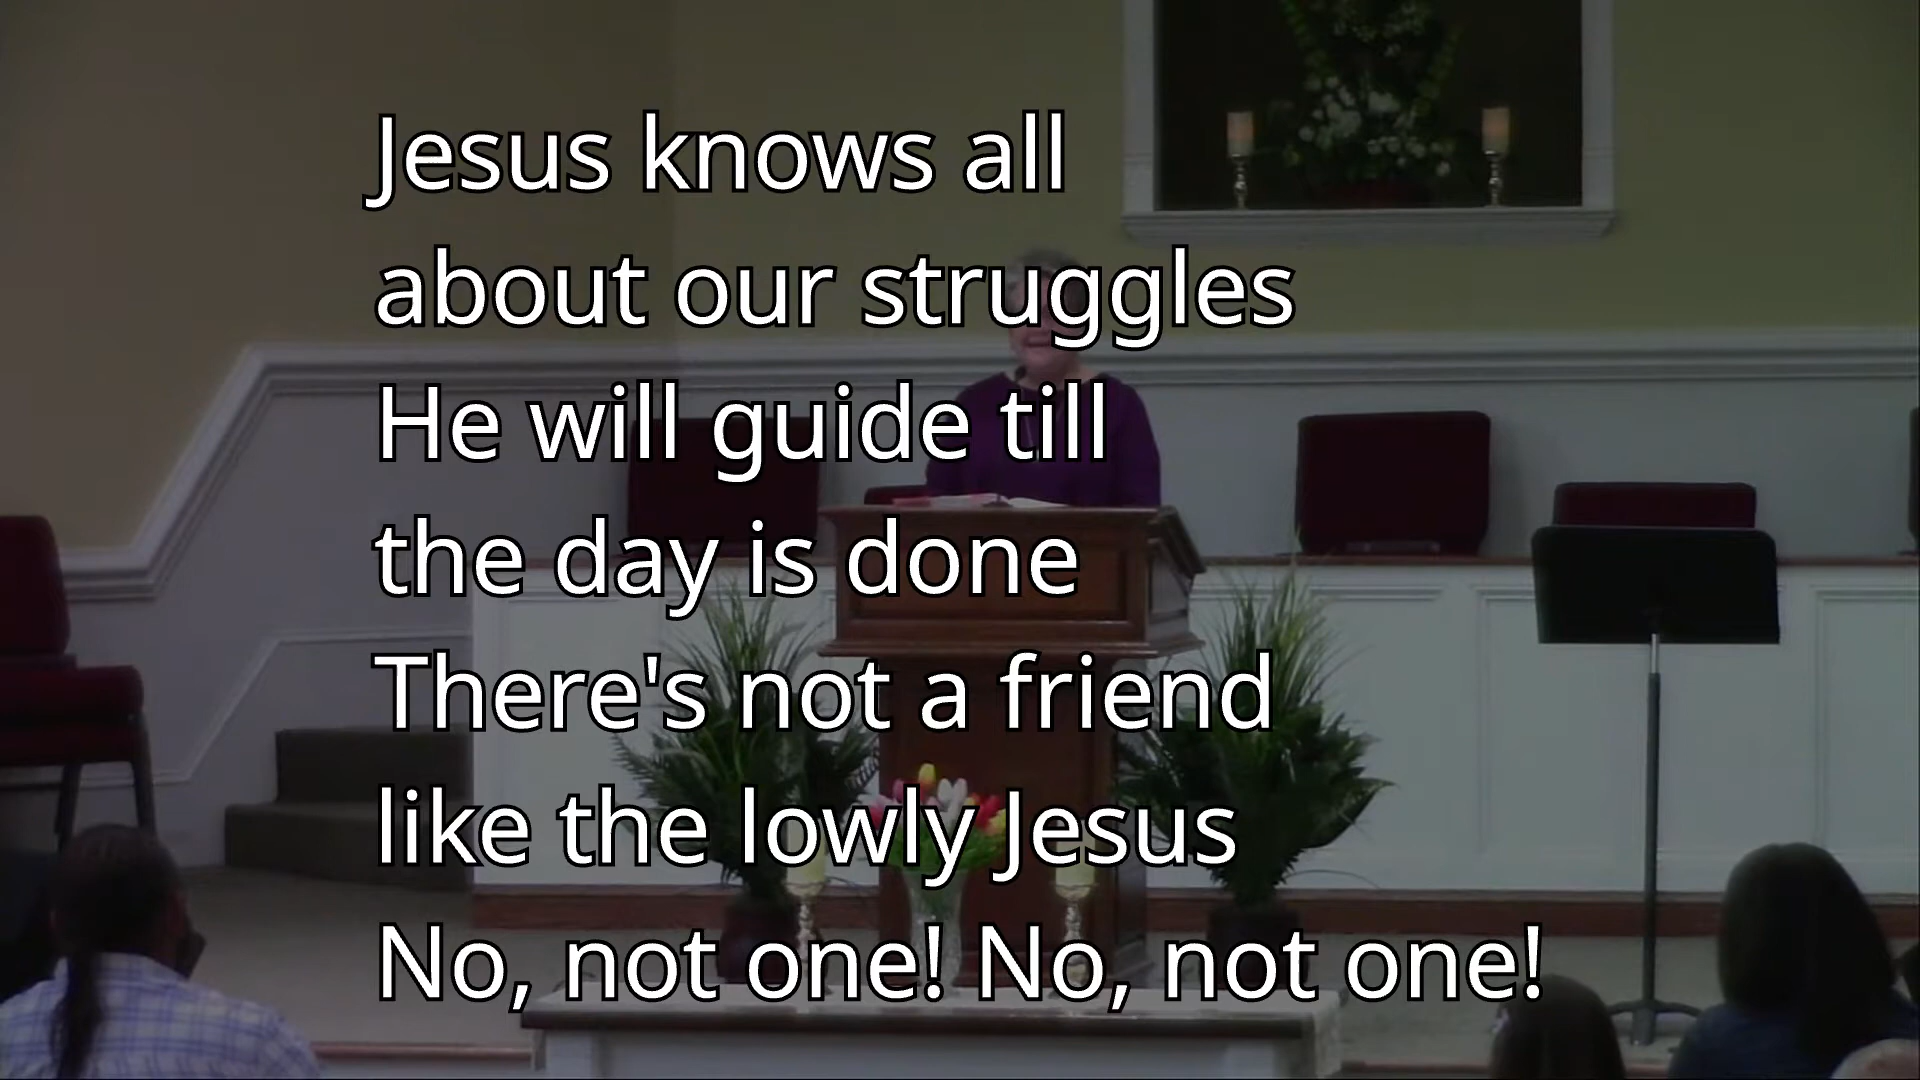 Jesus knows all
about our struggles
He will guide till
the day is done
There's not a friend
like the lowly Jesus
No, not one! No, not one!